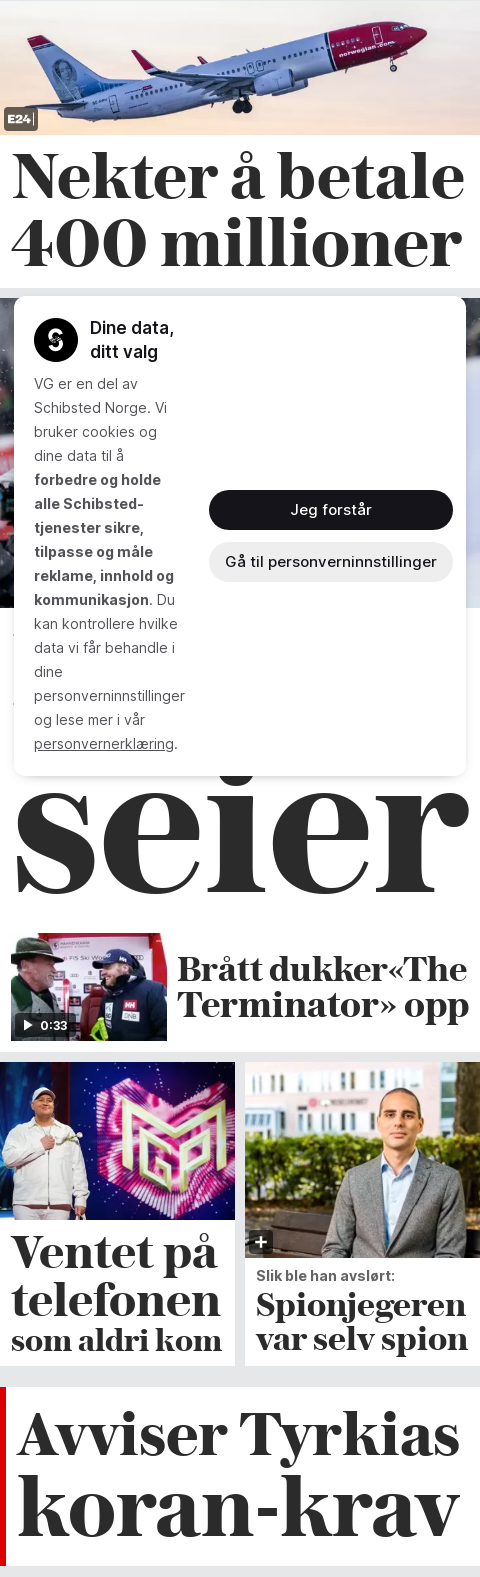 norwegian.com
E24
Nekter å betale
400 millioner
Dine data,
ditt valg
VG er en del av
Schibsted Norge. Vi
bruker cookies og
dine data til å
forbedre og holde
alle Schibsted-
tjenester sikre,
tilpasse og måle
reklame, innhold og
kommunikasjon. Du
kan kontrollere hvilke
data vi får behandle i
dine
personverninnstillinger
og lese mer i vår
personvernerklæring.
Jeg forstår
Gå til personverninnstillinger
seier
0:33
Brått dukker«The
Terminator» opp
MGP
Ventet på
telefonen
som aldri kom
Slik ble han avslørt:
Spionjegeren
var selv spion
Avviser Tyrkias
koran-krav